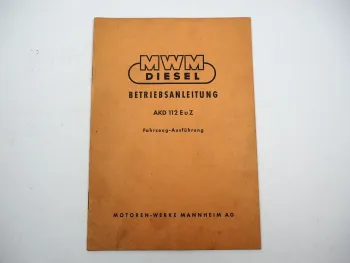 MWM
DIESEL
BETRIEBSANLEITUNG
AKD 112 E u Z
Fahrzeug-Ausführung
MOTOREN-WERKE MANNHEIM AG